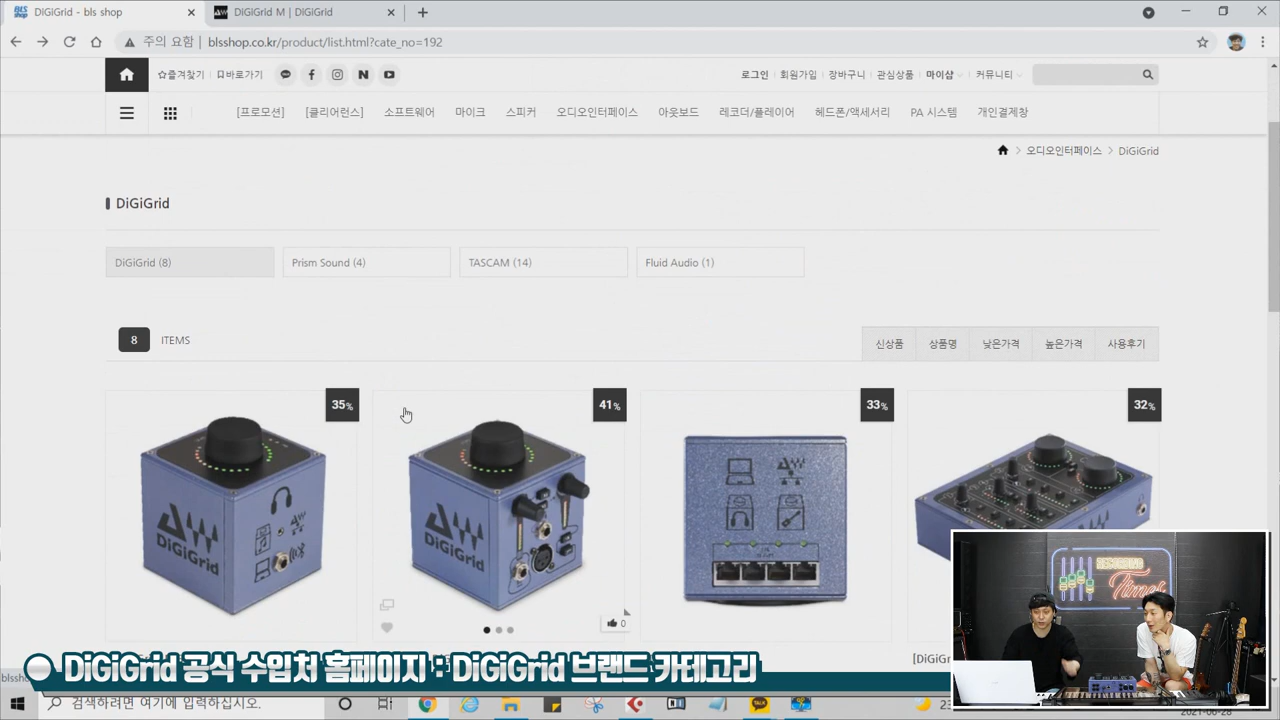 DiGiGrid - bls shop
DiGiGrid M | DiGiGrid
주의 요함
blsshop.co.kr/product/list.html?cate_no=192
☆즐겨찾기
바로가기
로그인
회원가입
장바구니
관심상품
마이샵
커뮤니티
[프로모션]
[클리어런스]
소프트웨어
마이크
스피커
오디오인터페이스
아웃보드
레코더/플레이어
헤드폰/액세서리
PA 시스템
개인결제창
오디오인터페이스
DiGiGrid
DiGiGrid
DiGiGrid (8)
Prism Sound (4)
TASCAM (14)
Fluid Audio (1)
8 ITEMS
신상품
상품명
낮은가격
높은가격
사용후기
35%
41%
33%
32%
DiGiGrid
DiGiGrid
0
DiGiGrid 공식 수입처 홈페이지 : DiGiGrid 브랜드 카테고리
RECORDING
Times
검색하려면 여기에 입력하십시오.
2021-06-28